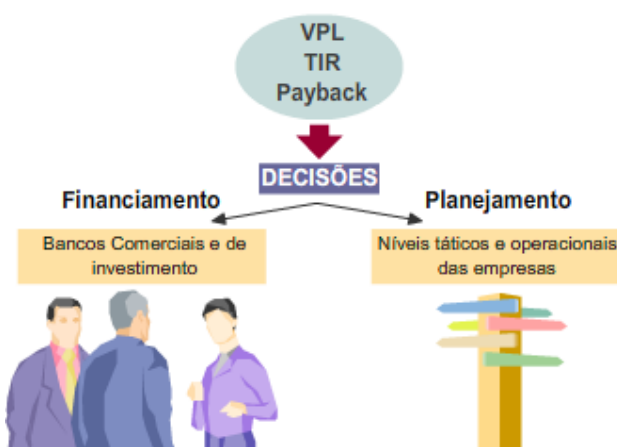 VPL
TIR
Payback
DECISÕES
Financiamento
Planejamento
Bancos Comerciais e de
investimento
Níveis táticos e operacionais
das empresas